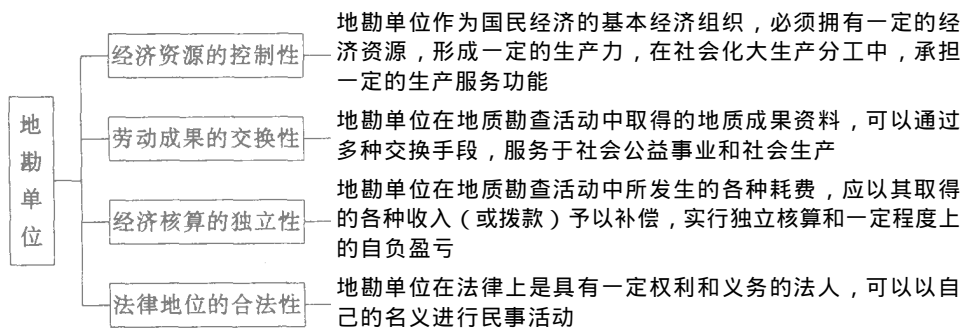 地勘单位
经济资源的控制性
地勘单位作为国民经济的基本经济组织，必须拥有一定的经
济资源，形成一定的生产力，在社会化大生产分工中，承担
一定的生产服务功能
劳动成果的交换性
地勘单位在地质勘查活动中取得的地质成果资料，可以通过
多种交换手段，服务于社会公益事业和社会生产
经济核算的独立性
地勘单位在地质勘查活动中所发生的各种耗费，应以其取得
的各种收入（或拨款）予以补偿，实行独立核算和一定程度上
的自负盈亏
法律地位的合法性
地勘单位在法律上是具有一定权利和义务的法人，可以以自
己的名义进行民事活动